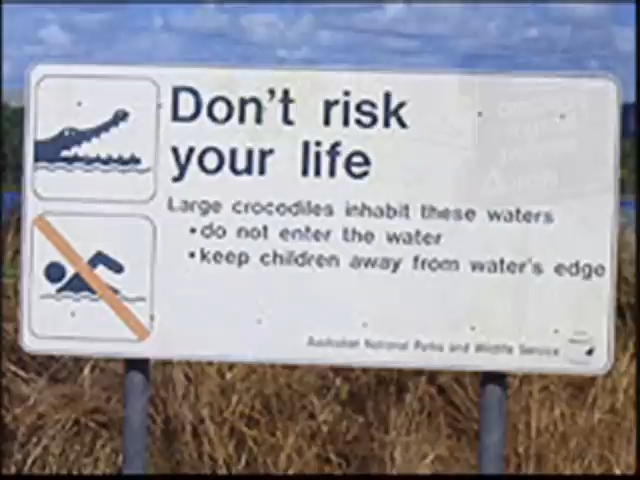 Don't risk
your life
Large crocodiles inhabit these waters
•do not enter the water
•keep children away from water's edge
Australian National Parks and Wildlife Service